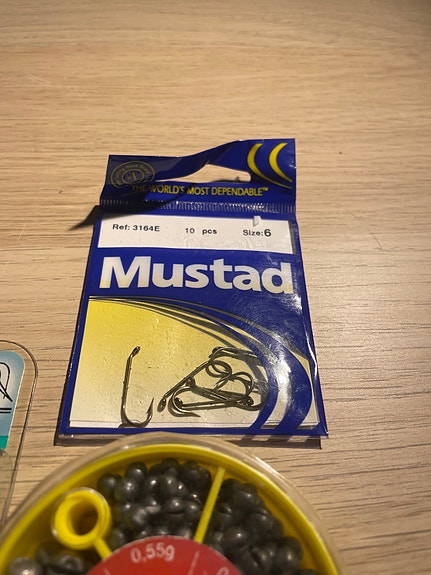 THE WORLD'S MOST DEPENDABLE™
Ref: 3164E 10 pcs Size:6
Mustad
0.55g